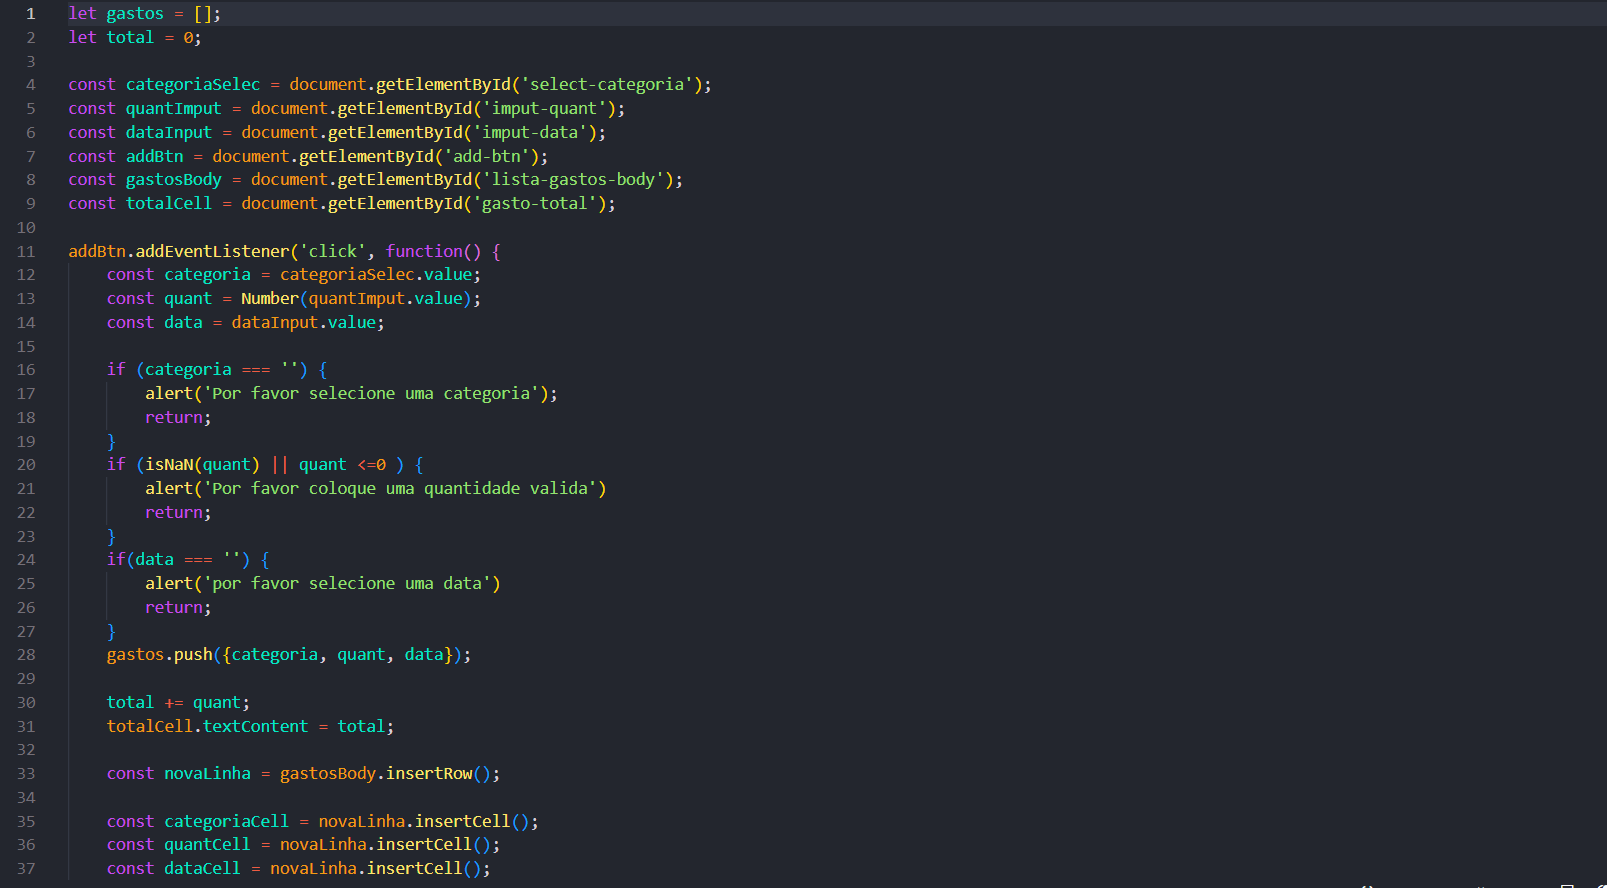 1 let gastos = [];
2 let total = 0;
3
4 const categoriaSelec = document.getElementById('select-categoria');
5 const quantImput = document.getElementById('imput-quant');
6 const dataInput = document.getElementById('imput-data');
7 const addBtn = document.getElementById('add-btn');
8 const gastosBody = document.getElementById('lista-gastos-body');
9 const totalCell = document.getElementById('gasto-total');
10
11 addBtn.addEventListener('click', function() {
12     const categoria = categoriaSelec.value;
13     const quant = Number(quantImput.value);
14     const data = dataInput.value;
15
16     if (categoria === '') {
17         alert('Por favor selecione uma categoria');
18         return;
19     }
20     if (isNaN(quant) || quant <=0 ) {
21         alert('Por favor coloque uma quantidade valida')
22         return;
23     }
24     if(data === '') {
25         alert('por favor selecione uma data')
26         return;
27     }
28     gastos.push({categoria, quant, data});
29
30     total += quant;
31     totalCell.textContent = total;
32
33     const novaLinha = gastosBody.insertRow();
34
35     const categoriaCell = novaLinha.insertCell();
36     const quantCell = novaLinha.insertCell();
37     const dataCell = novaLinha.insertCell();